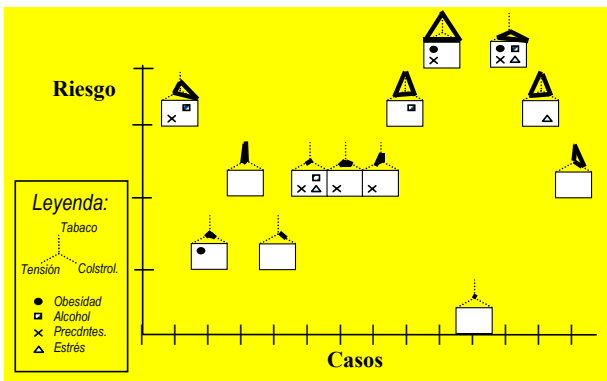 Riesgo
Leyenda:
Tabaco
Tensión
Colstrol.
Obesidad
Alcohol
Precdntes.
Estrés
Casos